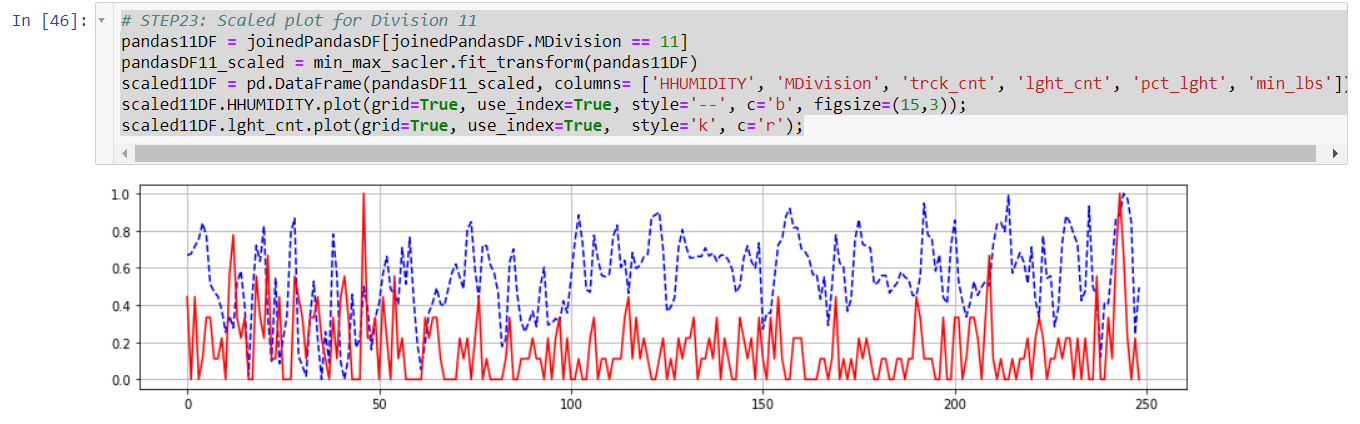 In [46]:
# STEP23: Scaled plot for Division 11
pandas11DF = joinedPandasDF[joinedPandasDF.MDivision == 11]
pandasDF11_scaled = min_max_sacler.fit_transform(pandas11DF)
scaled11DF = pd.DataFrame(pandasDF11_scaled, columns= ['HHUMIDITY', 'MDivision', 'trck_cnt', 'lght_cnt', 'pct_lght', 'min_lbs'])
scaled11DF.HHUMIDITY.plot(grid=True, use_index=True, style='--', c='b', figsize=(15,3));
scaled11DF.lght_cnt.plot(grid=True, use_index=True,  style='k', c='r');
1.0
0.8
0.6
0.4
0.2
0.0
0 50 100 150 200 250